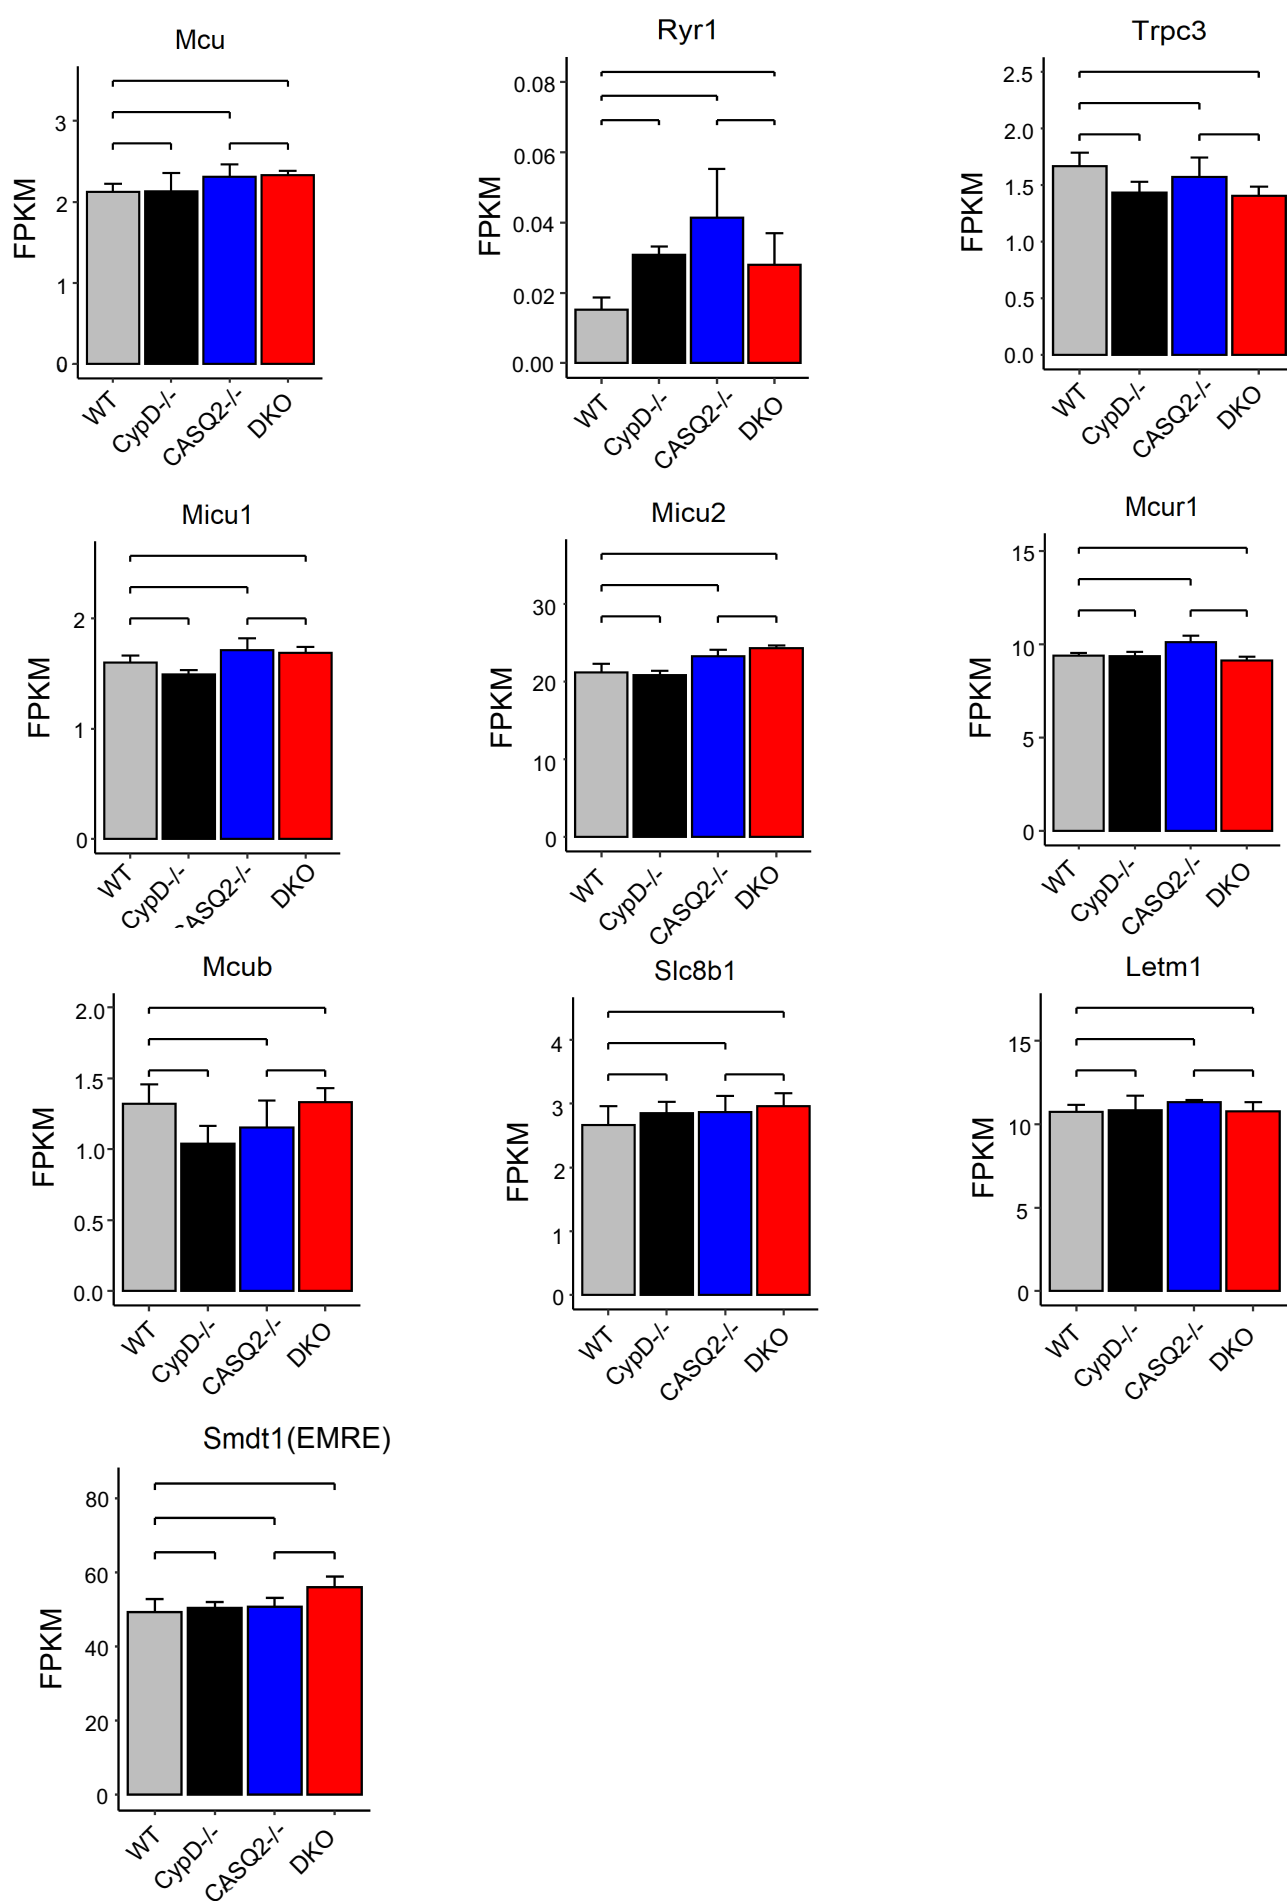 Mcu
FPKM
3
2
1
0
WT
CypD-/-
CASQ2-/-
DKO
Ryr1
FPKM
0.08
0.06
0.04
0.02
0.00
WT
CypD-/-
CASQ2-/-
DKO
Trpc3
FPKM
2.5
2.0
1.5
1.0
0.5
0.0
WT
CypD-/-
CASQ2-/-
DKO
Micu1
FPKM
2
1
0
WT
CypD-/-
CASQ2-/-
DKO
Micu2
FPKM
30
20
10
0
WT
CypD-/-
CASQ2-/-
DKO
Mcur1
FPKM
15
10
5
0
WT
CypD-/-
CASQ2-/-
DKO
Mcub
FPKM
2.0
1.5
1.0
0.5
0.0
WT
CypD-/-
CASQ2-/-
DKO
Slc8b1
FPKM
4
3
2
1
0
WT
CypD-/-
CASQ2-/-
DKO
Letm1
FPKM
15
10
5
0
WT
CypD-/-
CASQ2-/-
DKO
Smdt1(EMRE)
FPKM
80
60
40
20
0
WT
CypD-/-
CASQ2-/-
DKO